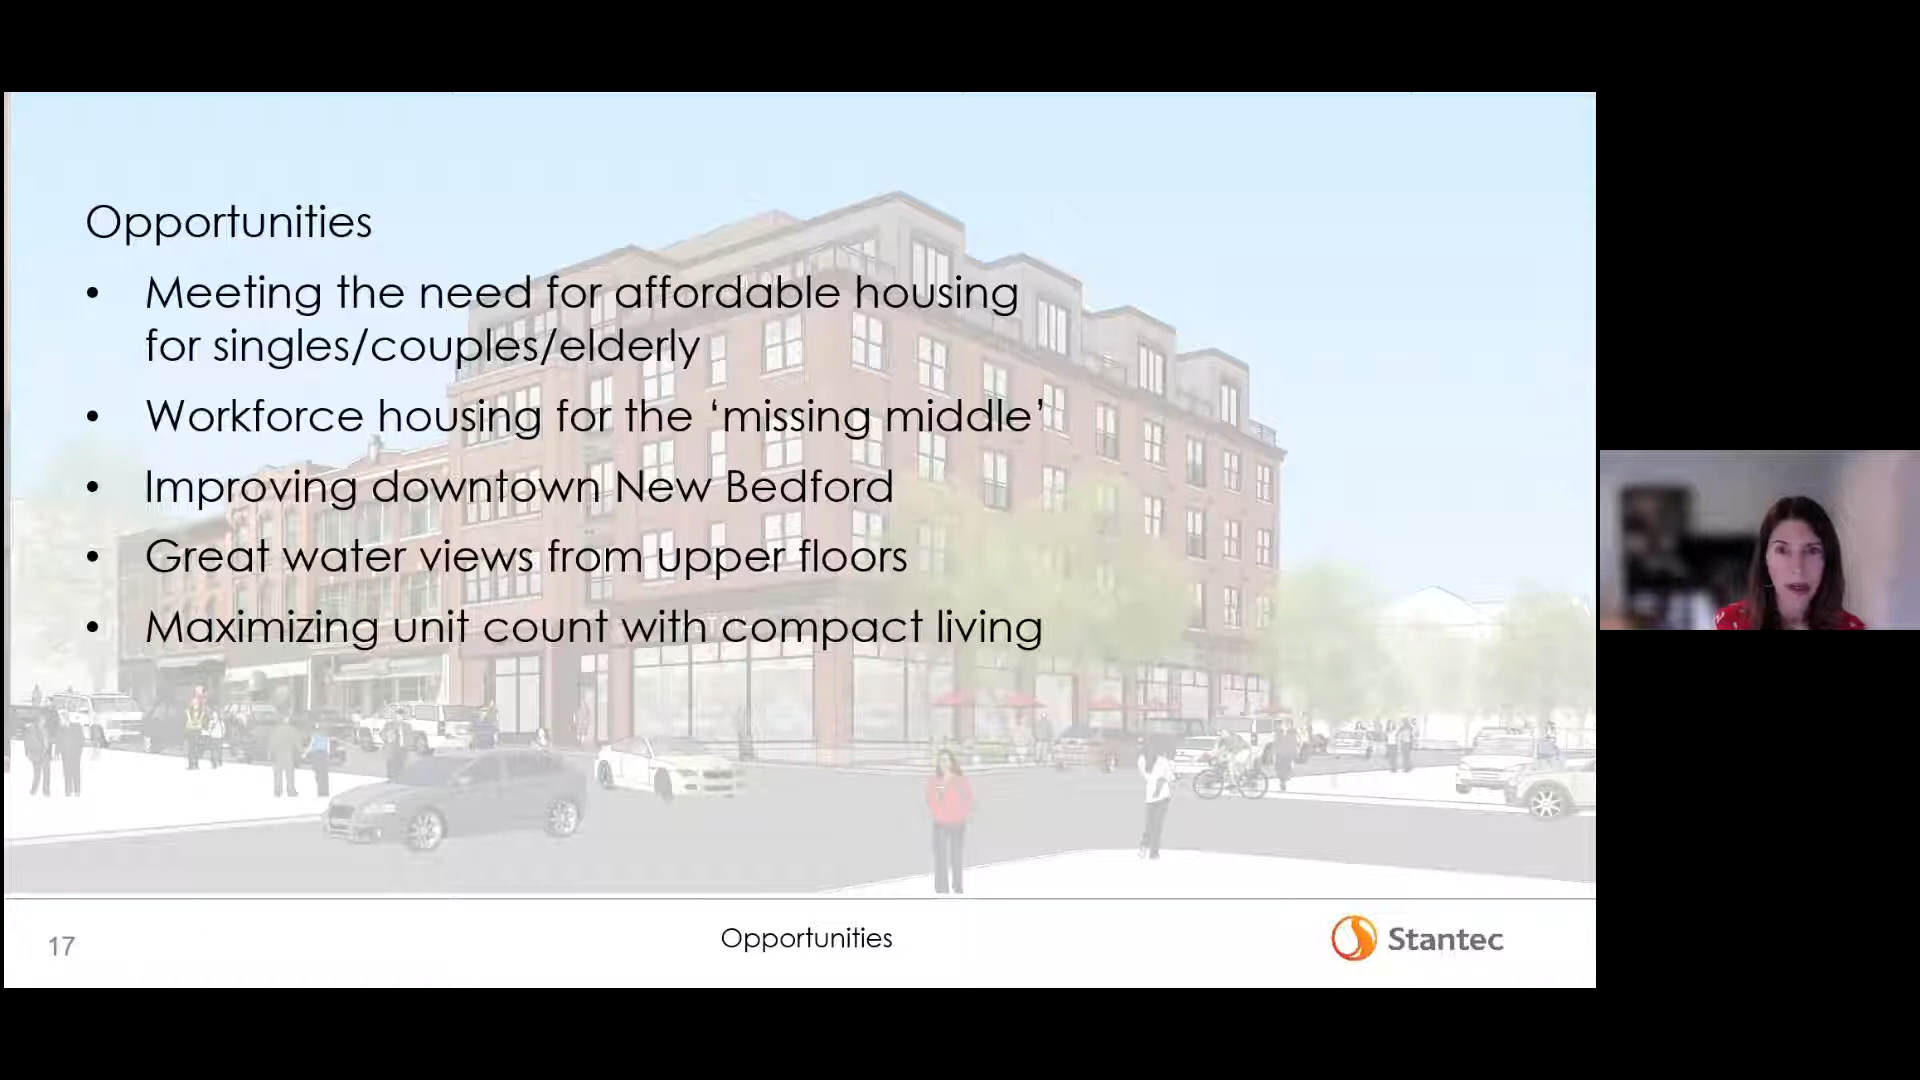 Opportunities
• Meeting the need for affordable housing
for singles/couples/elderly
• Workforce housing for the ‘missing middle’
• Improving downtown New Bedford
• Great water views from upper floors
• Maximizing unit count with compact living
17
Opportunities
Stantec